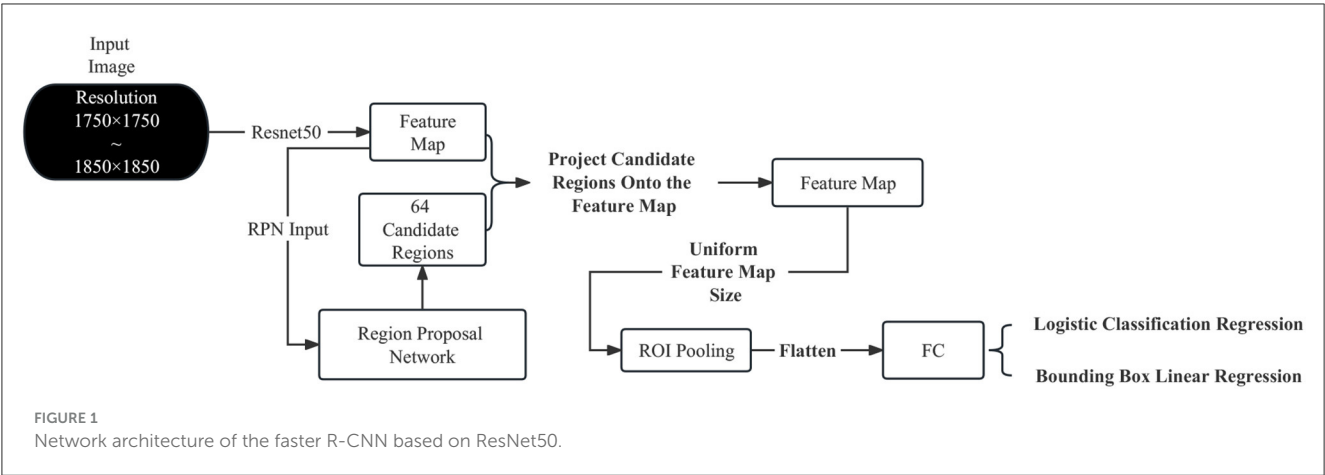 Input
Image
Resolution
1750×1750
~
1850×1850
Resnet50
Feature
Map
RPN Input
64
Candidate
Regions
Region Proposal
Network
Project Candidate
Regions Onto the
Feature Map
Feature Map
Uniform
Feature Map
Size
ROI Pooling
Flatten
FC
Logistic Classification Regression
Bounding Box Linear Regression
FIGURE 1
Network architecture of the faster R-CNN based on ResNet50.